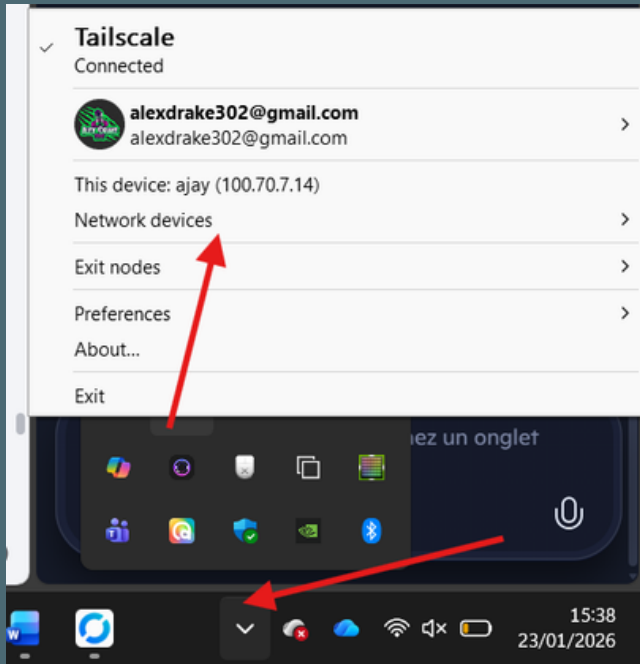 Tailscale
Connected
alexdrake302@gmail.com
alexdrake302@gmail.com
This device: ajay (100.70.7.14)
Network devices
Exit nodes
Preferences
About...
Exit
ez un onglet
15:38
23/01/2026